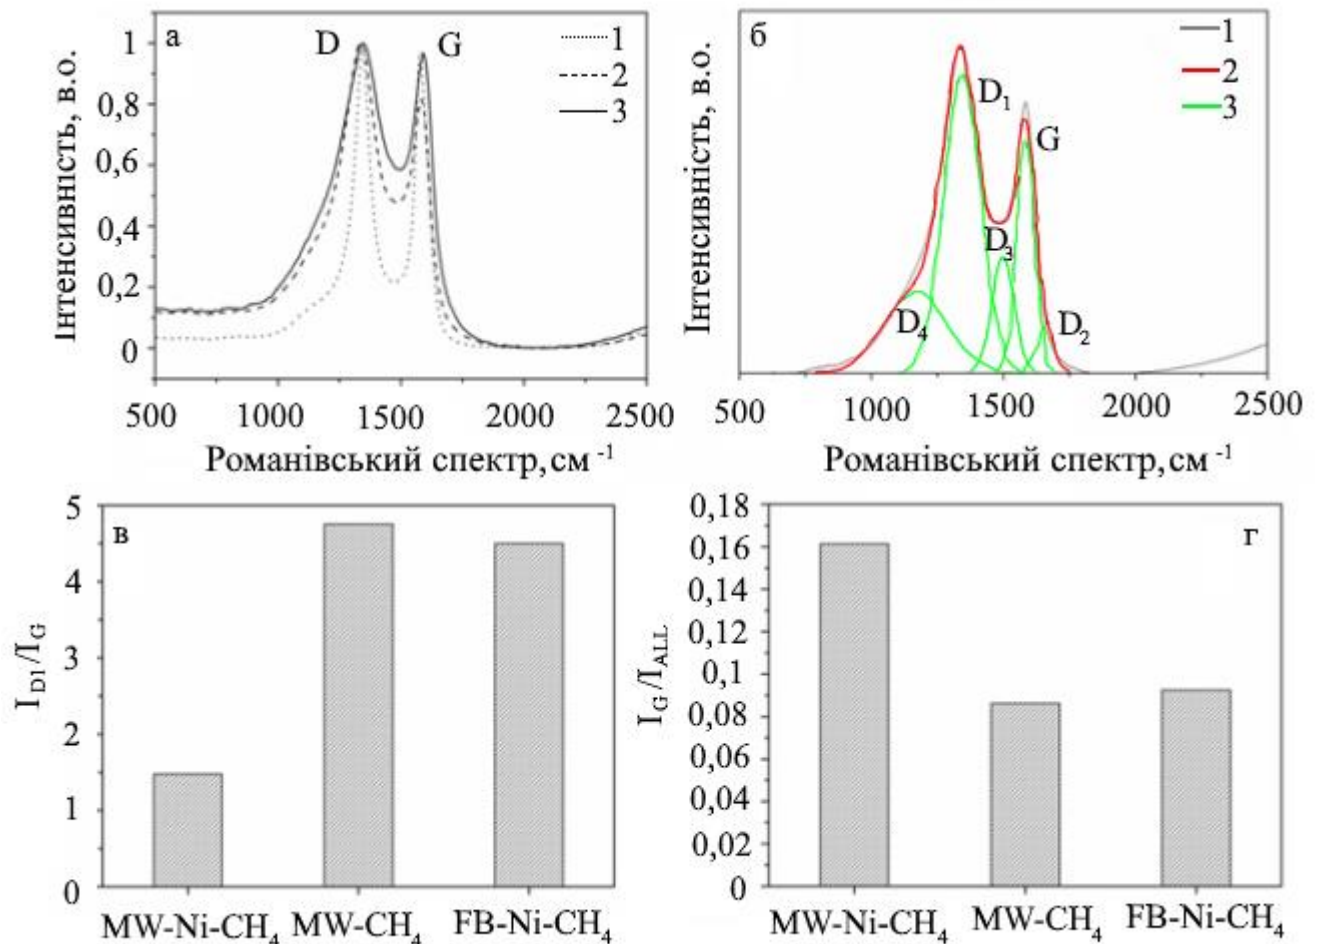 а
D
G
1
2
3
Інтенсивність, в.о.
1
0,8
0,6
0,4
0,2
0
500 1000 1500 2000 2500
Романівський спектр, см -1
б
1
2
3
D1
G
D3
D4
D2
Інтенсивність, в.о.
500 1000 1500 2000 2500
Романівський спектр, см -1
в
I D1/IG
5
4
3
2
1
0
MW-Ni-CH4 MW-CH4 FB-Ni-CH4
г
IG/IALL
0,18
0,16
0,14
0,12
0,1
0,08
0,06
0,04
0,02
0
MW-Ni-CH4 MW-CH4 FB-Ni-CH4